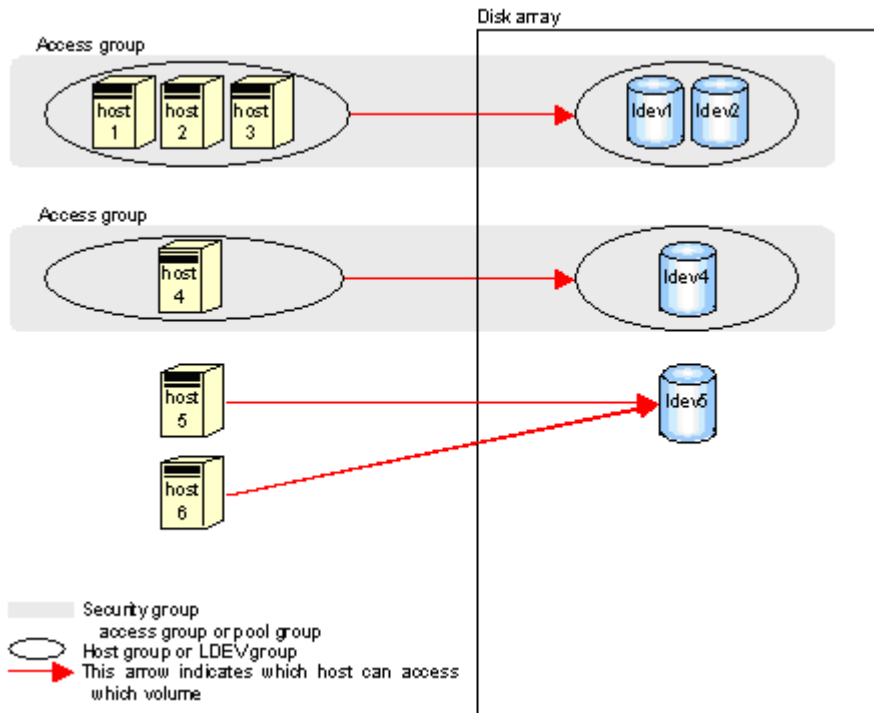 Disk array
Access group
host 1
host 2
host 3
ldev1
ldev2
Access group
host 4
ldev4
host 5
ldev5
host 6
Security group
access group or pool group
Host group or LDEV group
This arrow indicates which host can access
which volume